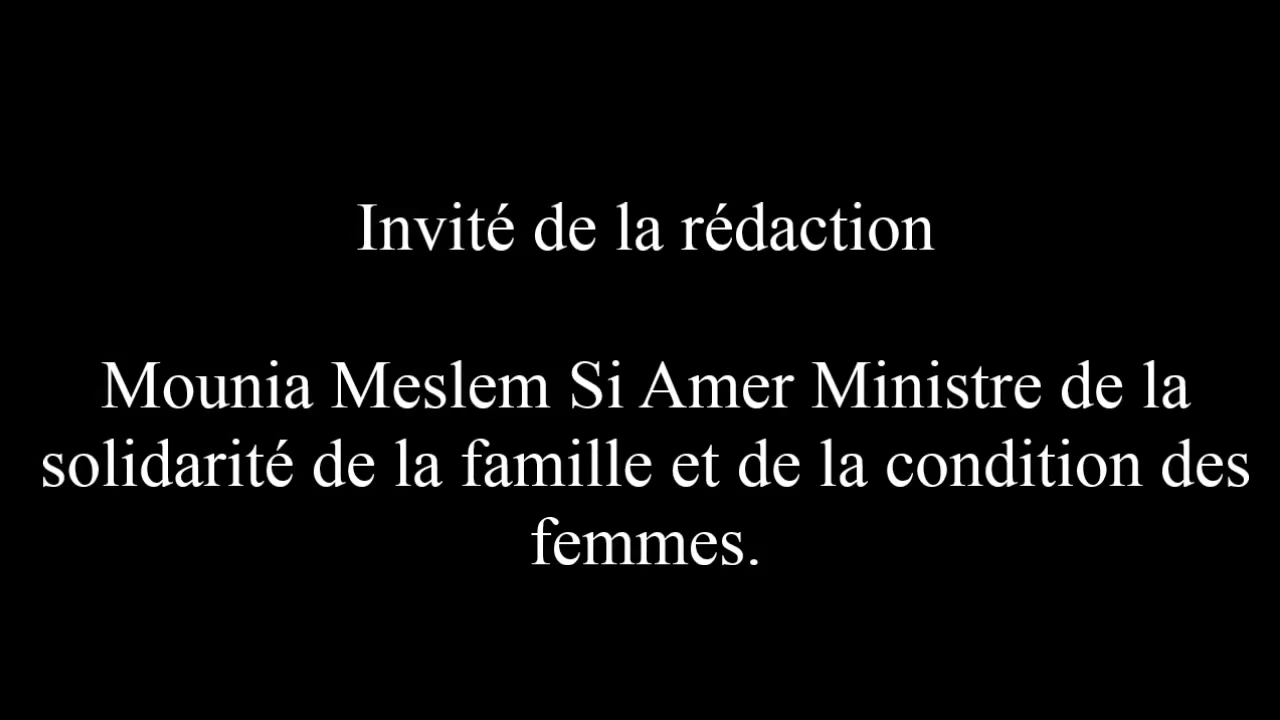 Invité de la rédaction
Mounia Meslem Si Amer Ministre de la
solidarité de la famille et de la condition des
femmes.